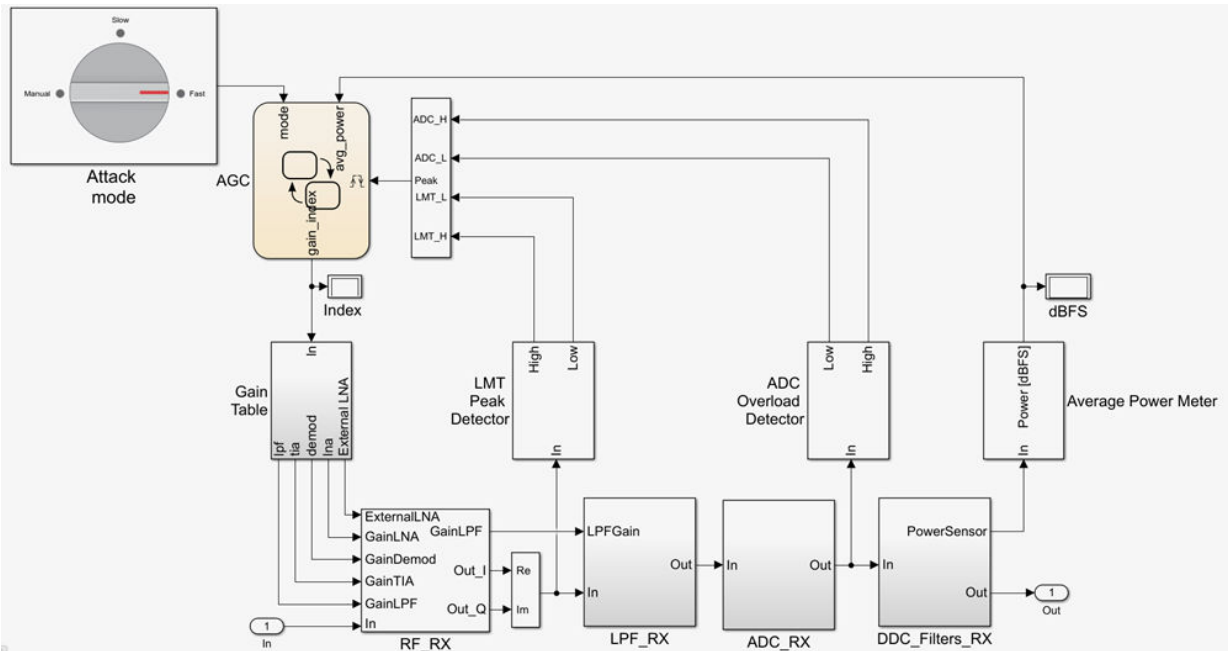 Slow
Manual
Fast
Attack
mode
mode
avg_power
AGC
gain_index
ADC_H
ADC_L
Peak
LMT_L
LMT_H
Index
dBFS
In
Gain
Table
lpf
tia
demod
lna
External LNA
High
Low
LMT
Peak
Detector
In
Low
High
ADC
Overload
Detector
In
Power [dBFS]
In
Average Power Meter
ExternalLNA
GainLNA
GainDemod
GainTIA
GainLPF
In
GainLPF
Out_I
Out_Q
RF_RX
1
In
Re
Im
LPFGain
In
Out
LPF_RX
In
Out
ADC_RX
In
PowerSensor
Out
DDC_Filters_RX
1
Out